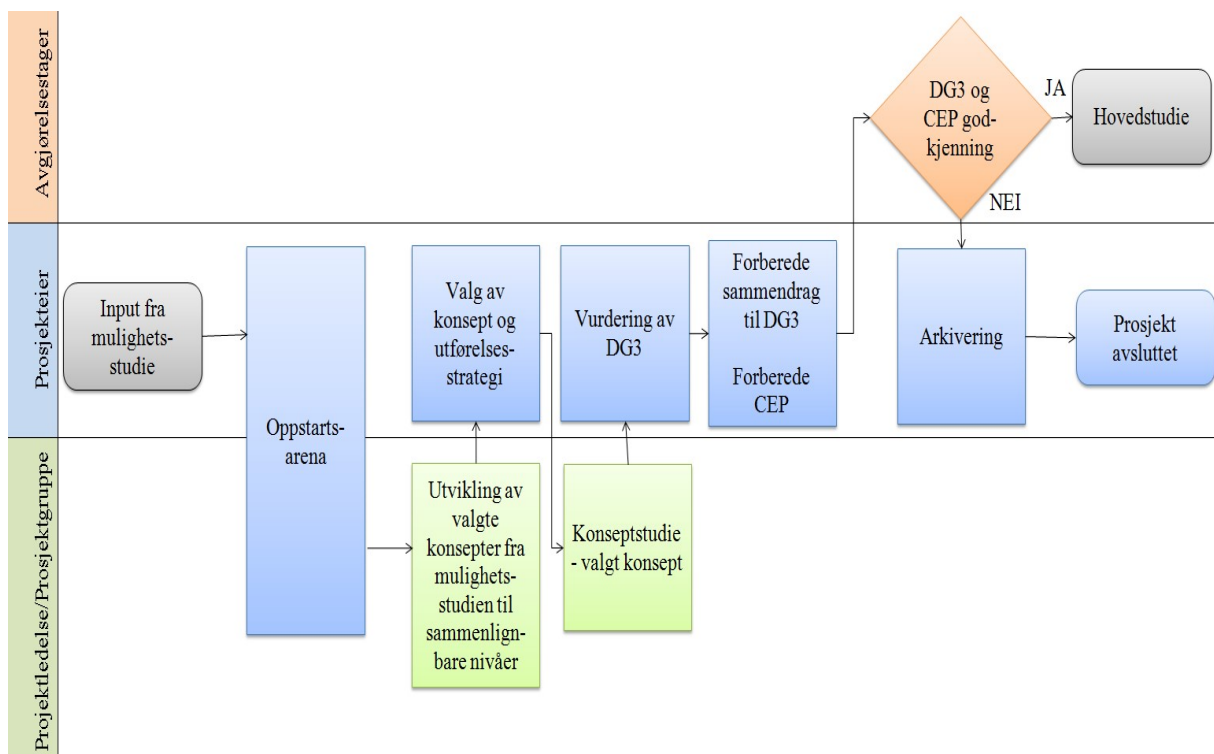 Avgjørelsestager
DG3 og
CEP god-
kjenning
JA
NEI
Hovedstudie
Prosjekteier
Input fra
mulighets-
studie
Oppstarts-
arena
Valg av
konsept og
utførelses-
strategi
Vurdering av
DG3
Forberede
sammendrag
til DG3
Forberede
CEP
Arkivering
Prosjekt
avsluttet
Projektledelse/Prosjektgruppe
Utvikling av
valgte
konsepter fra
mulighets-
studien til
sammenlign-
bare nivåer
Konseptstudie
- valgt konsept